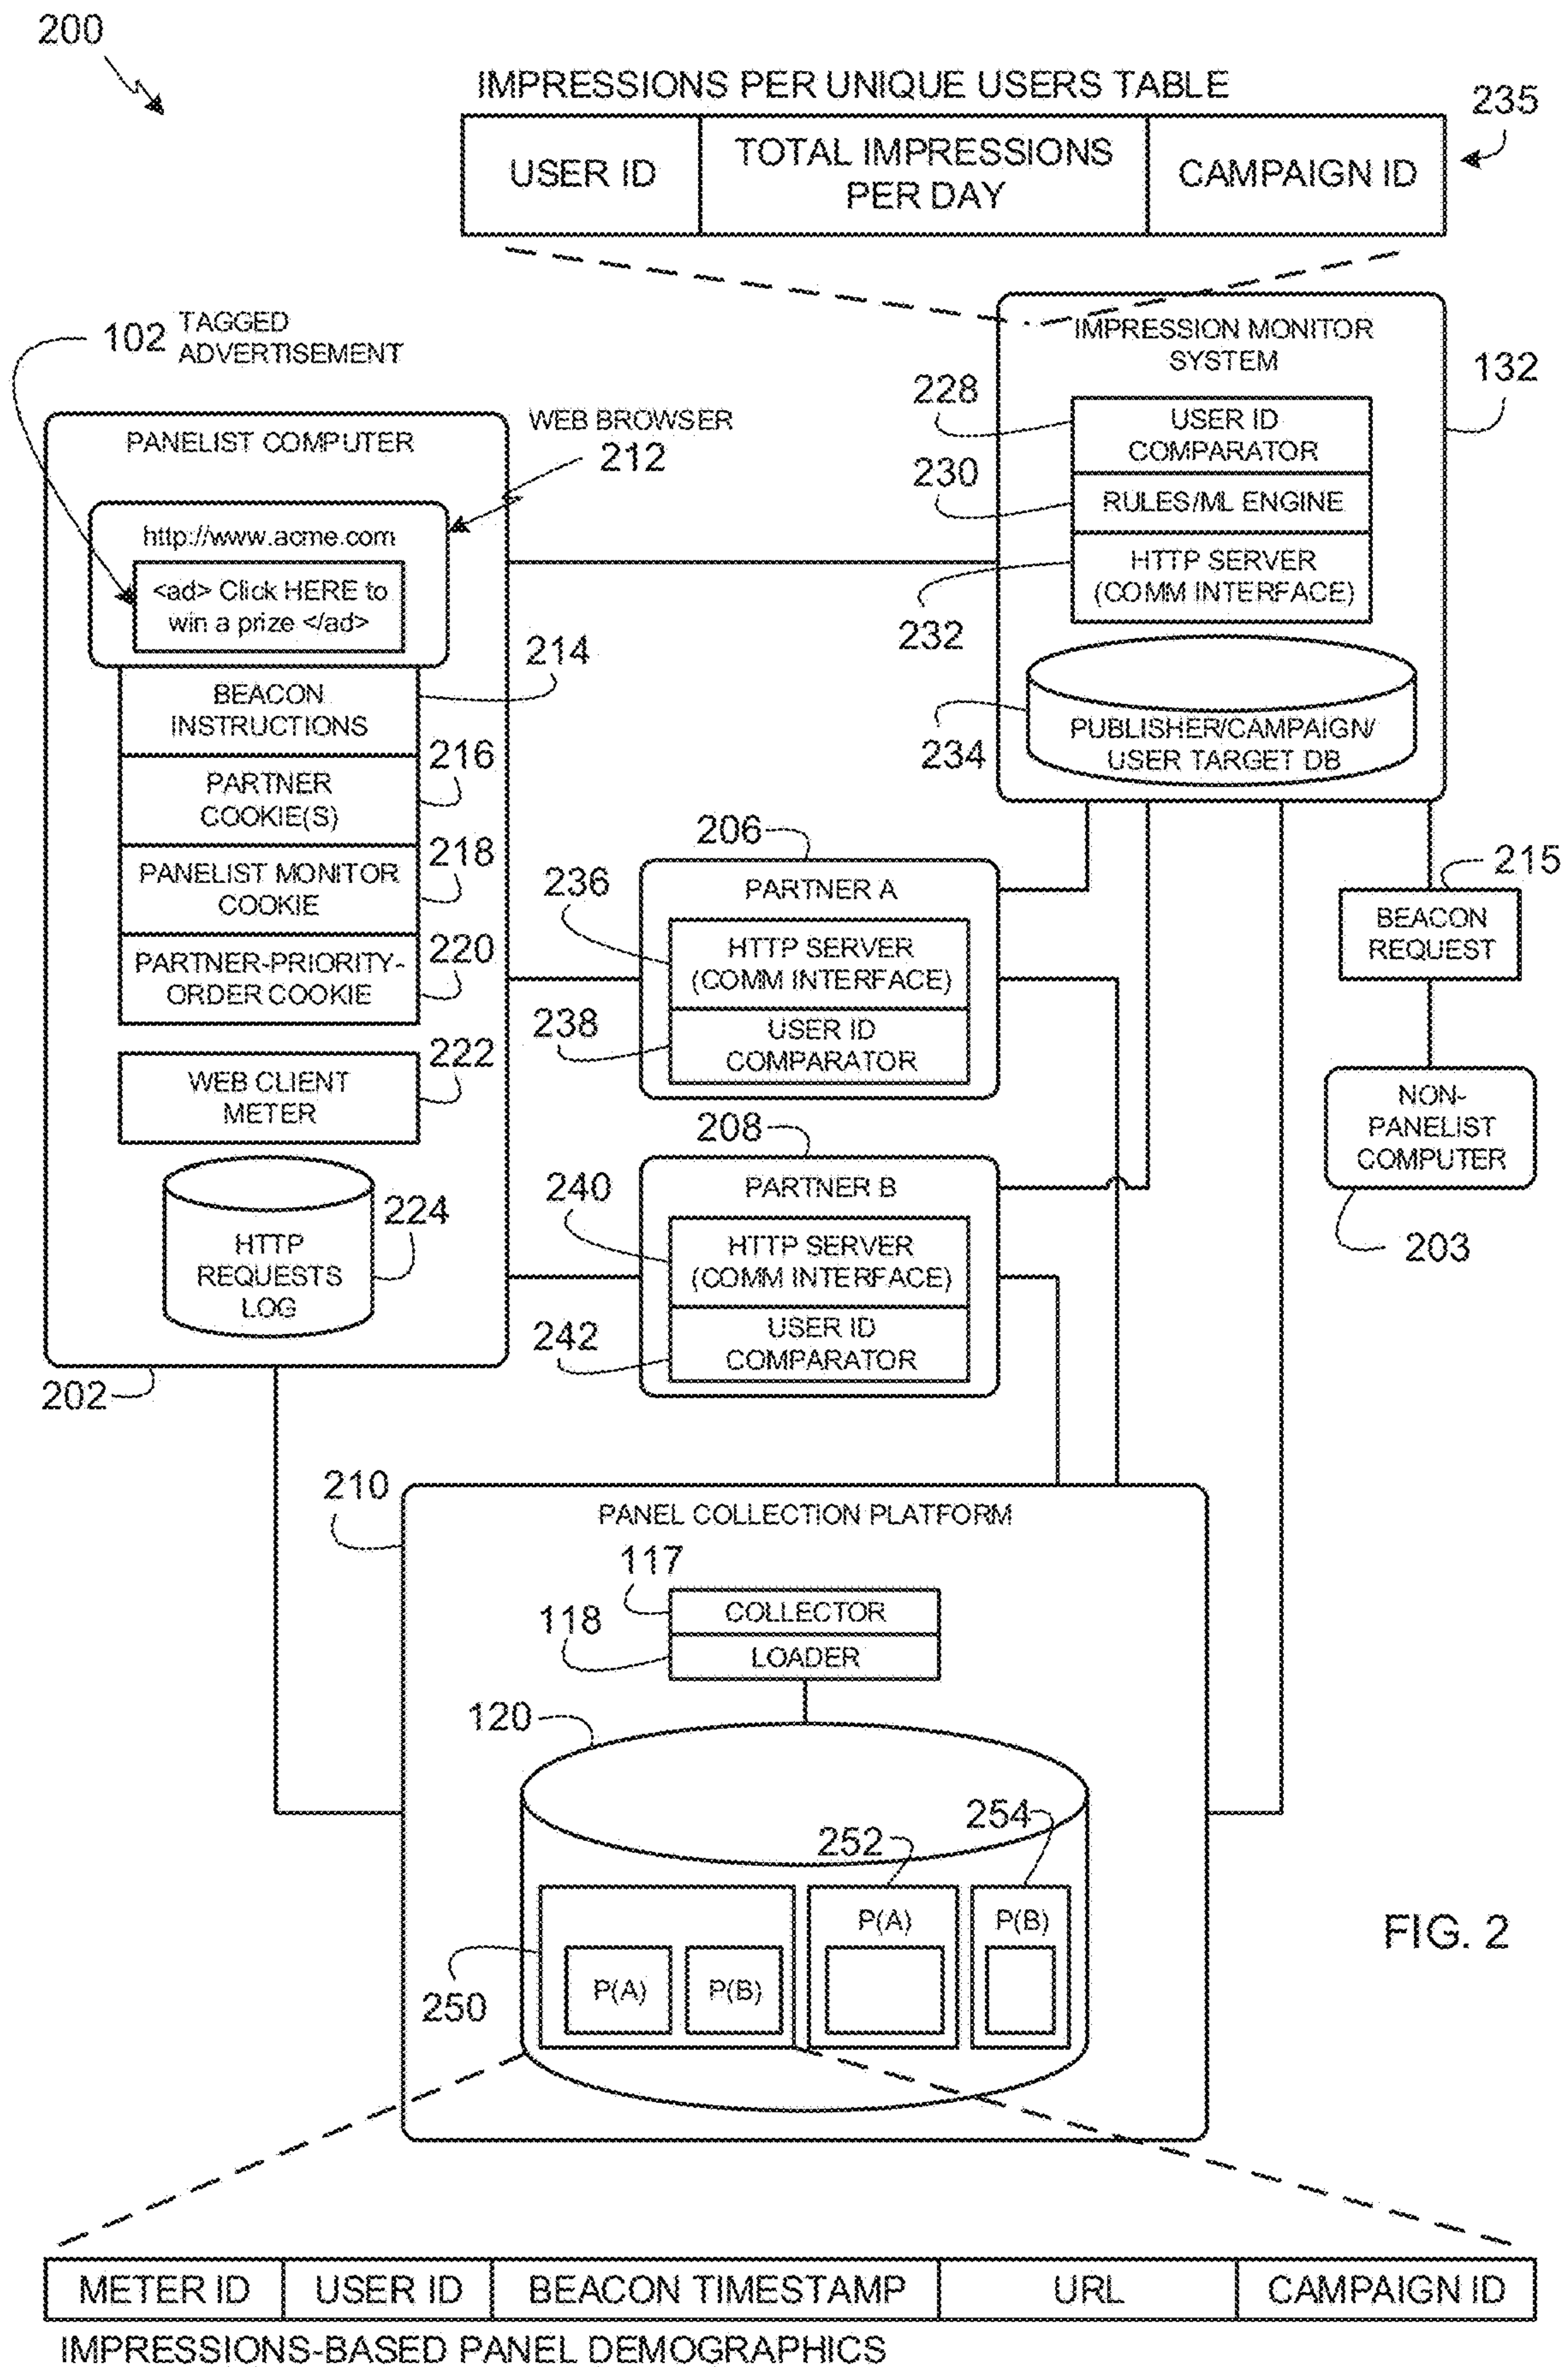 200
IMPRESSIONS PER UNIQUE USERS TABLE
235
USER ID
TOTAL IMPRESSIONS
PER DAY
CAMPAIGN ID
102
TAGGED
ADVERTISEMENT
IMPRESSION MONITOR
SYSTEM
132
228
USER ID
COMPARATOR
230
RULES/ML ENGINE
HTTP SERVER
(COMM INTERFACE)
232
234
PUBLISHER/CAMPAIGN/
USER TARGET DB
PANELIST COMPUTER
WEB BROWSER
212
http://www.acme.com
<ad> Click HERE to
win a prize </ad>
214
BEACON
INSTRUCTIONS
216
PARTNER
COOKIE(S)
218
PANELIST MONITOR
COOKIE
220
PARTNER-PRIORITY-
ORDER COOKIE
222
WEB CLIENT
METER
224
HTTP
REQUESTS
LOG
202
206
PARTNER A
236
HTTP SERVER
(COMM INTERFACE)
238
USER ID
COMPARATOR
208
PARTNER B
240
HTTP SERVER
(COMM INTERFACE)
242
USER ID
COMPARATOR
215
BEACON
REQUEST
NON-
PANELIST
COMPUTER
203
210
PANEL COLLECTION PLATFORM
117
COLLECTOR
118
LOADER
120
252
254
P(A)
P(B)
250
P(A)
P(B)
FIG. 2
METER ID
USER ID
BEACON TIMESTAMP
URL
CAMPAIGN ID
IMPRESSIONS-BASED PANEL DEMOGRAPHICS